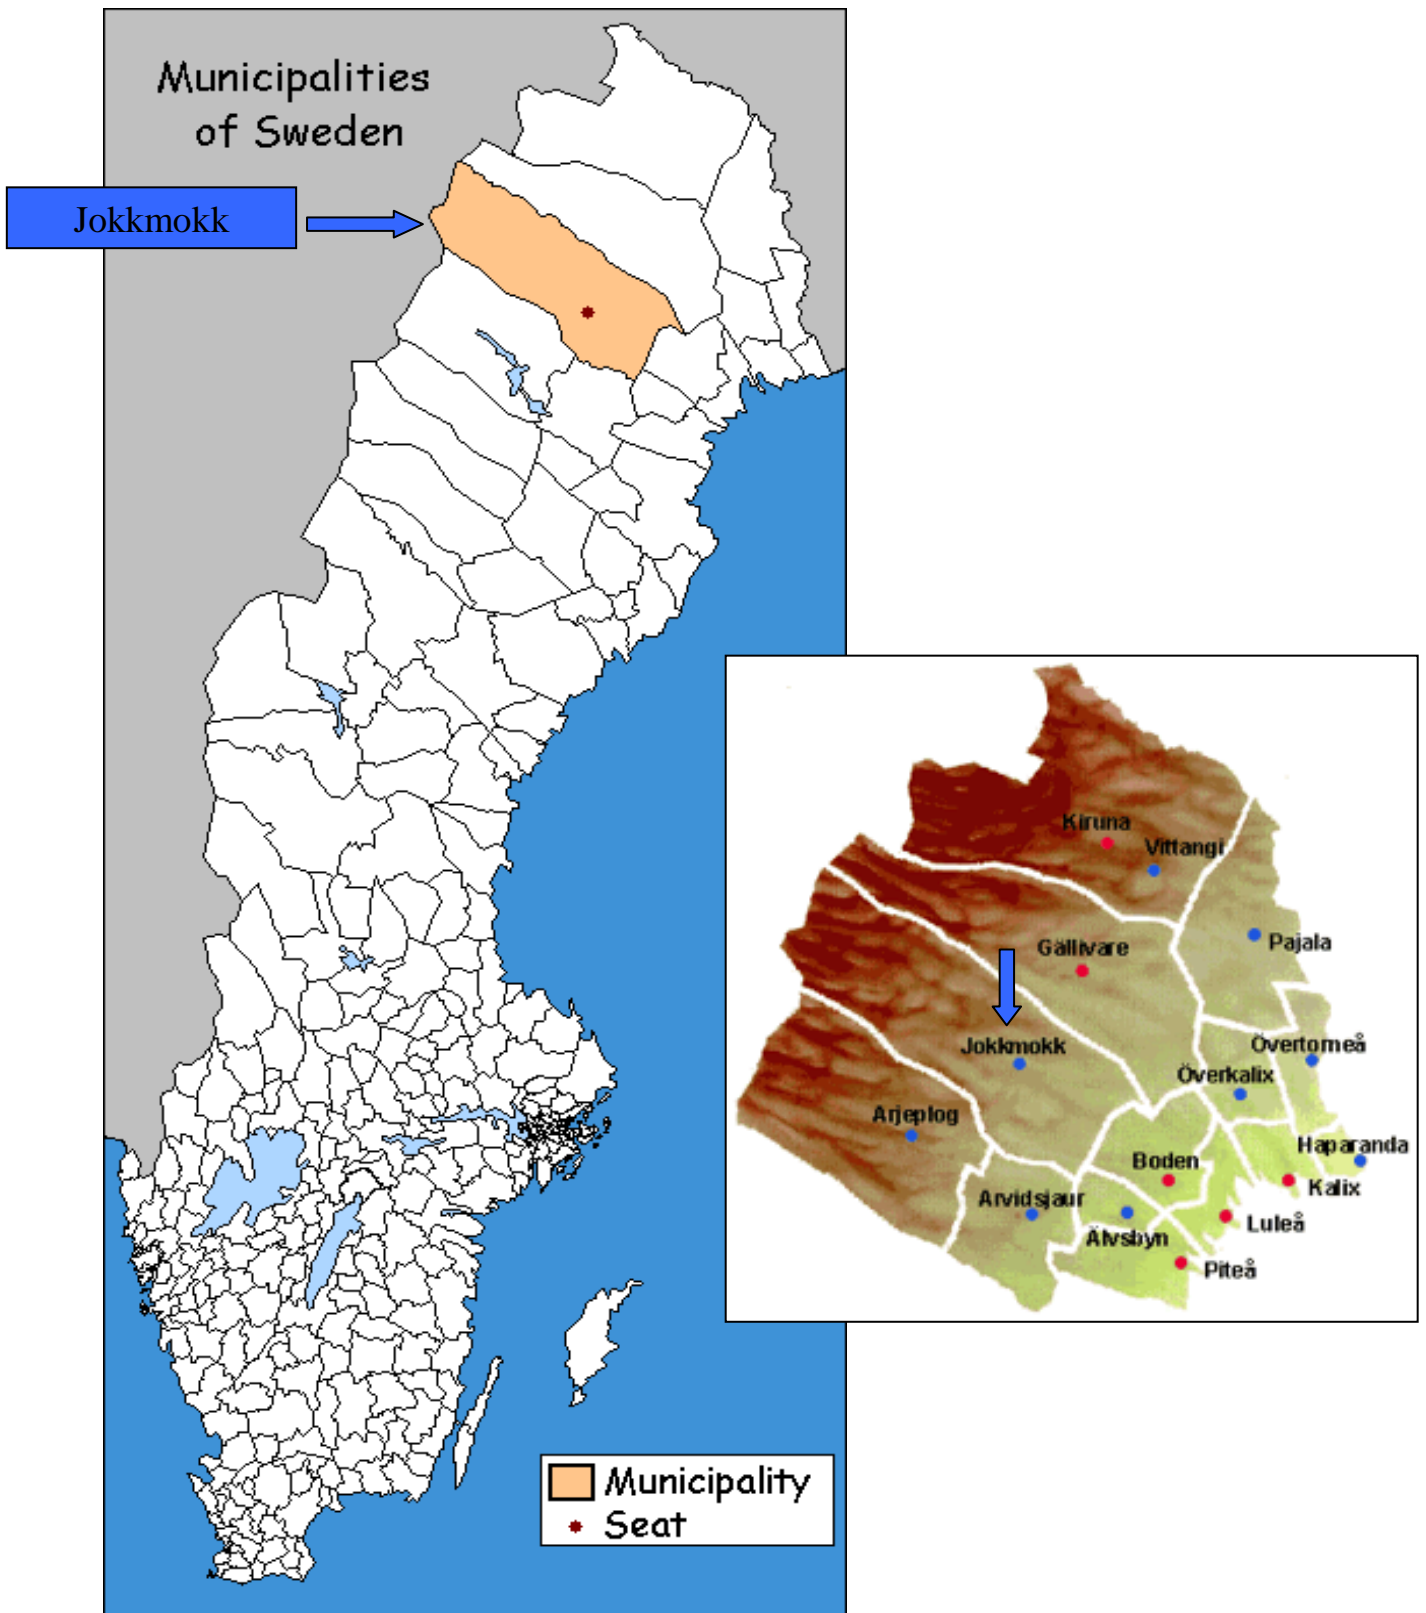 Municipalities
of Sweden
Jokkmokk
Kiruna
Vittangi
Pajala
Gällivare
Jokkmokk
Övertorneå
Överkalix
Arjeplog
Haparanda
Boden
Kalix
Arvidsjaur
Luleå
Älvsbyn
Piteå
Municipality
Seat